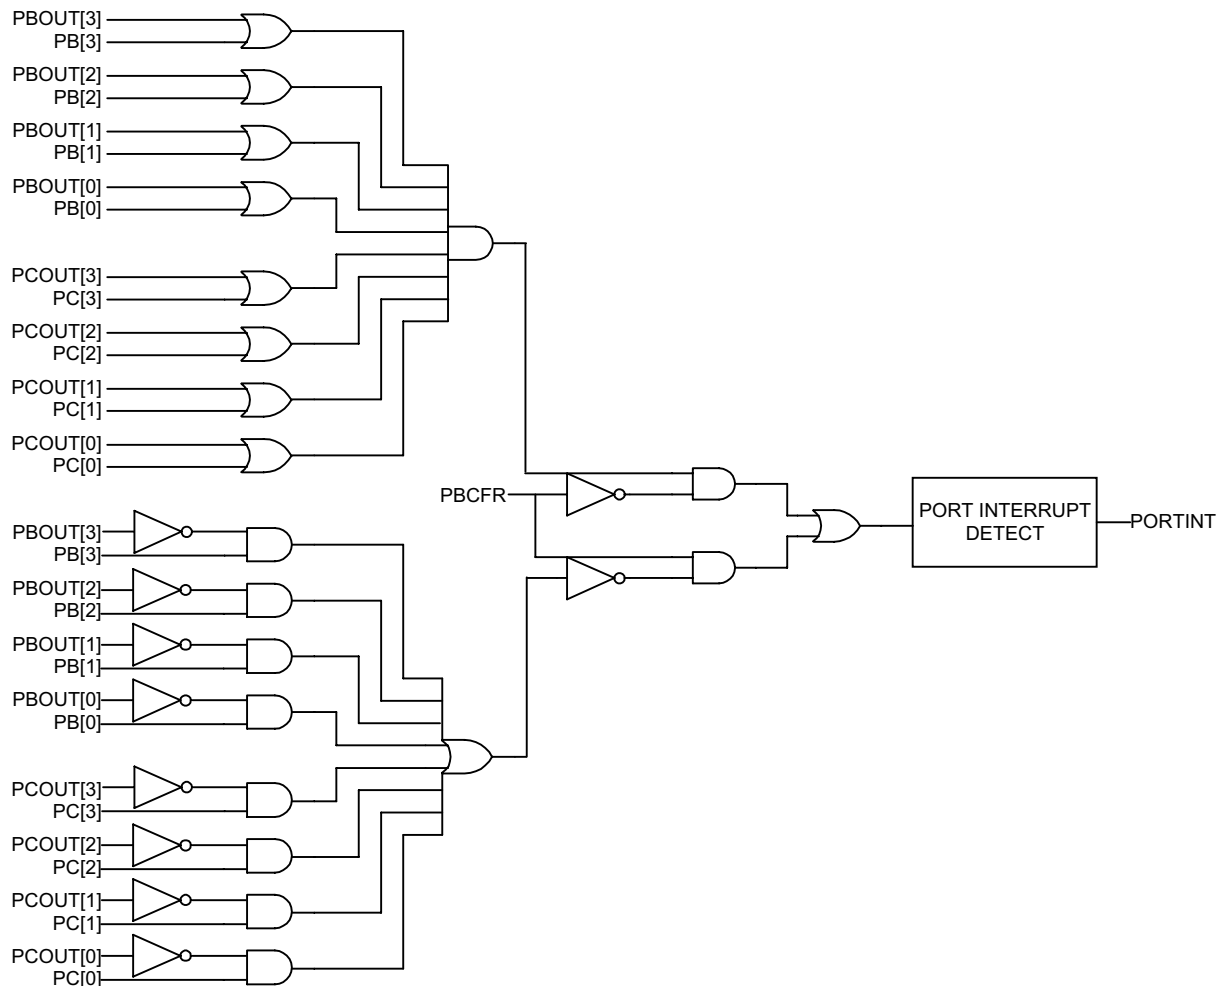 PBOUT[3]
PB[3]
PBOUT[2]
PB[2]
PBOUT[1]
PB[1]
PBOUT[0]
PB[0]
PCOUT[3]
PC[3]
PCOUT[2]
PC[2]
PCOUT[1]
PC[1]
PCOUT[0]
PC[0]
PBCFR
PORT INTERRUPT
DETECT
PORTINT
PBOUT[3]
PB[3]
PBOUT[2]
PB[2]
PBOUT[1]
PB[1]
PBOUT[0]
PB[0]
PCOUT[3]
PC[3]
PCOUT[2]
PC[2]
PCOUT[1]
PC[1]
PCOUT[0]
PC[0]